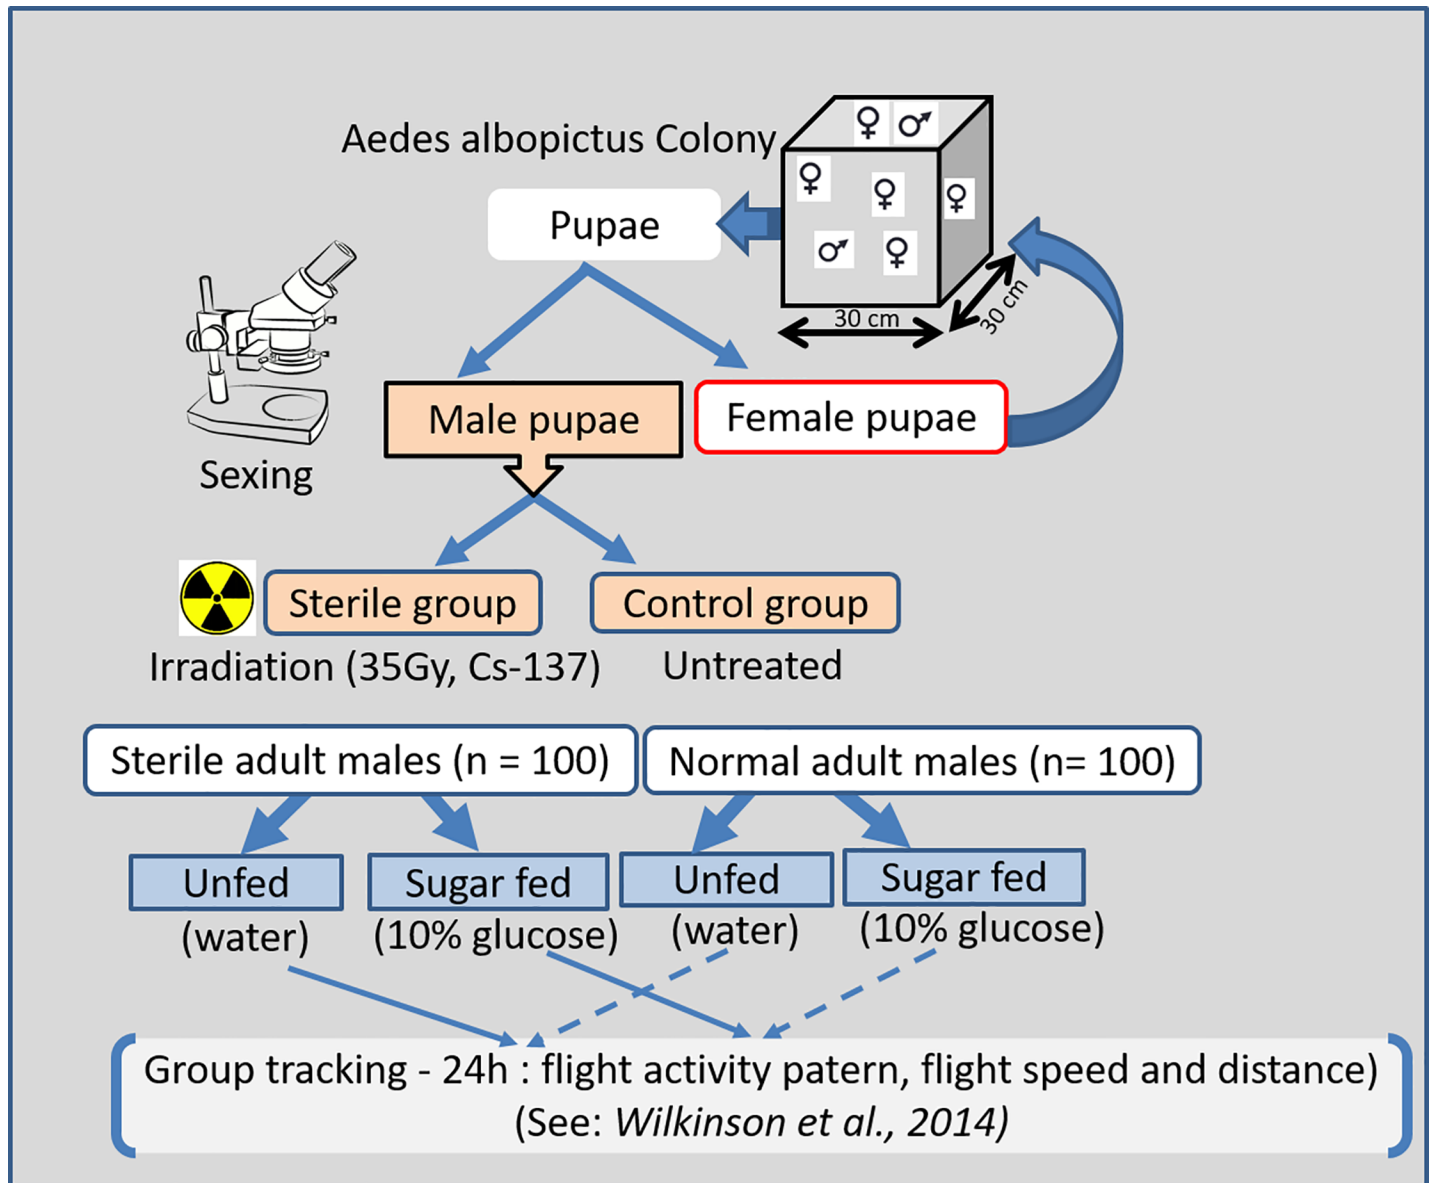 Aedes albopictus Colony
Pupae
30 cm
30 cm
Male pupae
Female pupae
Sexing
Sterile group
Control group
Irradiation (35Gy, Cs-137)
Untreated
Sterile adult males (n = 100)
Normal adult males (n= 100)
Unfed
Sugar fed
Unfed
Sugar fed
(water)
(10% glucose)
(water)
(10% glucose)
Group tracking - 24h : flight activity patern, flight speed and distance)
(See: Wilkinson et al., 2014)